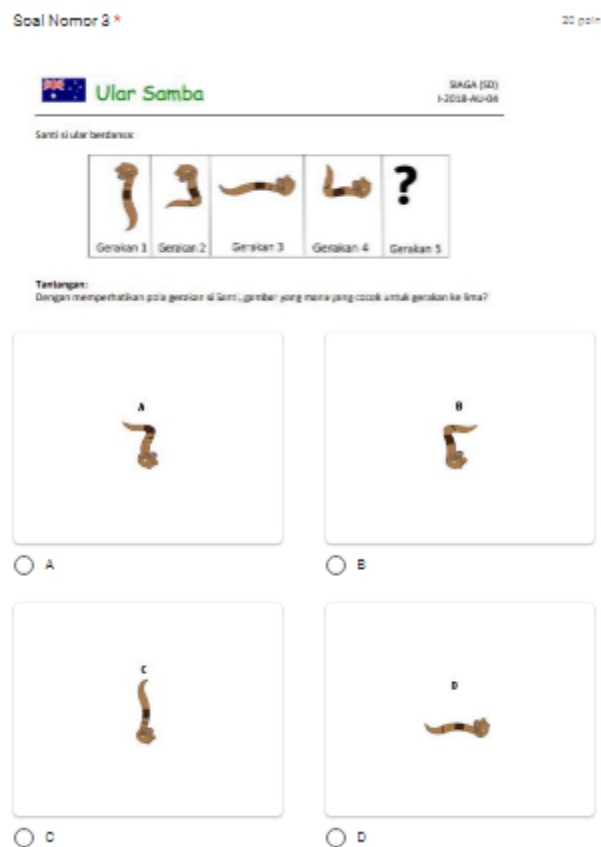 Soal Nomor 3 *
20 poin
Ular Samba
SIAGA (SD)
I-2018-AU-04
Santi si ular berdansa:
?
Gerakan 1 Gerakan 2 Gerakan 3 Gerakan 4 Gerakan 5
Tantangan:
Dengan memperhatikan pola gerakan si Santi, gambar yang mana yang cocok untuk gerakan ke lima?
A
B
A
B
C
D
C
D